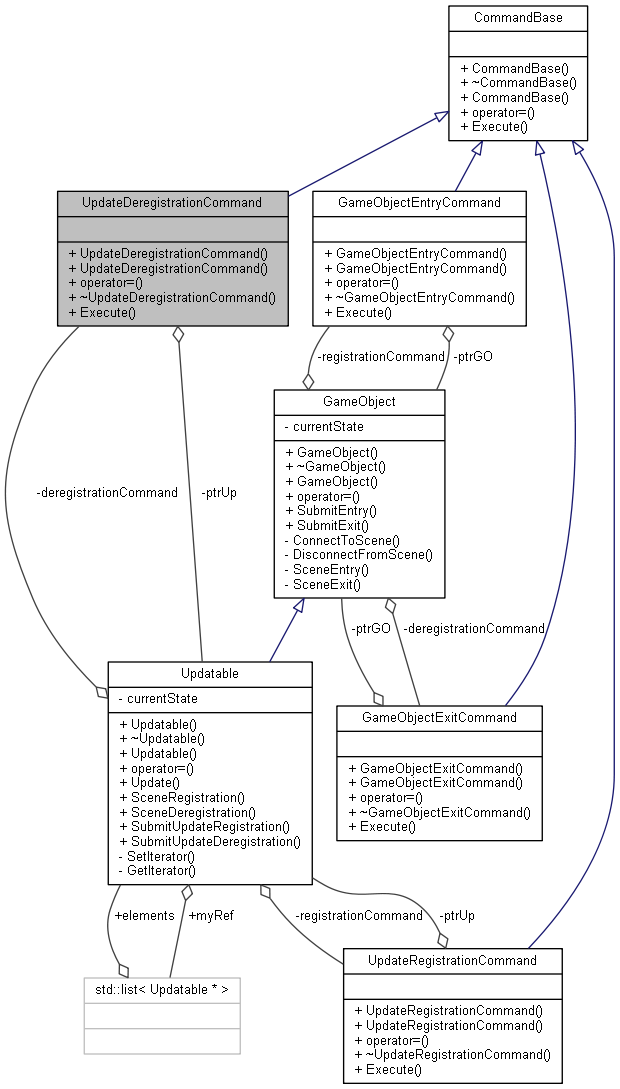 CommandBase
+ CommandBase()
+ ~CommandBase()
+ CommandBase()
+ operator=()
+ Execute()
UpdateDeregistrationCommand
+ UpdateDeregistrationCommand()
+ UpdateDeregistrationCommand()
+ operator=()
+ ~UpdateDeregistrationCommand()
+ Execute()
GameObjectEntryCommand
+ GameObjectEntryCommand()
+ GameObjectEntryCommand()
+ operator=()
+ ~GameObjectEntryCommand()
+ Execute()
-registrationCommand
-ptrGO
GameObject
- currentState
+ GameObject()
+ ~GameObject()
+ GameObject()
+ operator=()
+ SubmitEntry()
+ SubmitExit()
- ConnectToScene()
- DisconnectFromScene()
- SceneEntry()
- SceneExit()
-deregistrationCommand
-ptrUp
-ptrGO
-deregistrationCommand
Updatable
- currentState
+ Updatable()
+ ~Updatable()
+ Updatable()
+ operator=()
+ Update()
+ SceneRegistration()
+ SceneDeregistration()
+ SubmitUpdateRegistration()
+ SubmitUpdateDeregistration()
- SetIterator()
- GetIterator()
GameObjectExitCommand
+ GameObjectExitCommand()
+ GameObjectExitCommand()
+ operator=()
+ ~GameObjectExitCommand()
+ Execute()
+elements
+myRef
-registrationCommand
-ptrUp
std::list< Updatable * >
UpdateRegistrationCommand
+ UpdateRegistrationCommand()
+ UpdateRegistrationCommand()
+ operator=()
+ ~UpdateRegistrationCommand()
+ Execute()